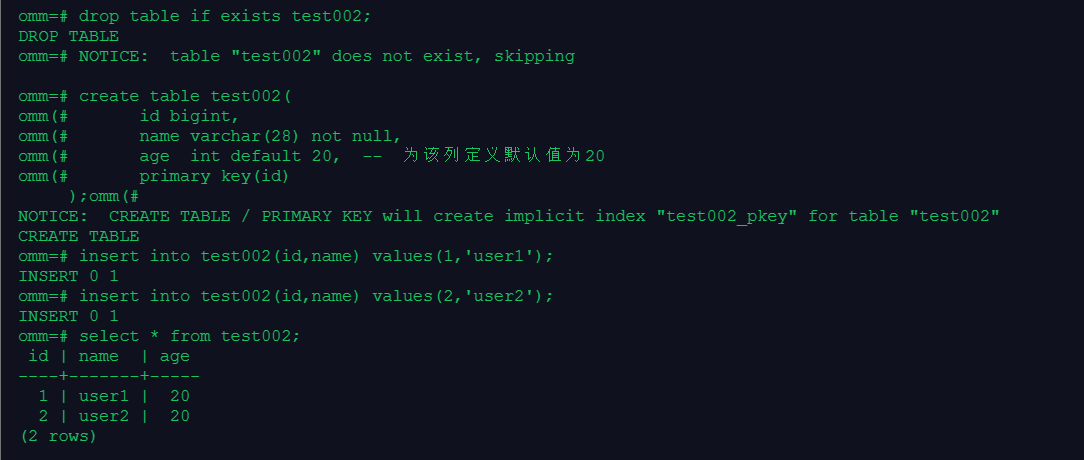 omm=# drop table if exists test002;
DROP TABLE
omm=# NOTICE:  table "test002" does not exist, skipping
omm=# create table test002(
omm(#       id bigint,
omm(#       name varchar(28) not null,
omm(#       age  int default 20,  --  为该列定义默认值为20
omm(#       primary key(id)
     );omm(#
NOTICE:  CREATE TABLE / PRIMARY KEY will create implicit index "test002_pkey" for table "test002"
CREATE TABLE
omm=# insert into test002(id,name) values(1,'user1');
INSERT 0 1
omm=# insert into test002(id,name) values(2,'user2');
INSERT 0 1
omm=# select * from test002;
 id | name  | age
----+-------+-----
  1 | user1 |  20
  2 | user2 |  20
(2 rows)